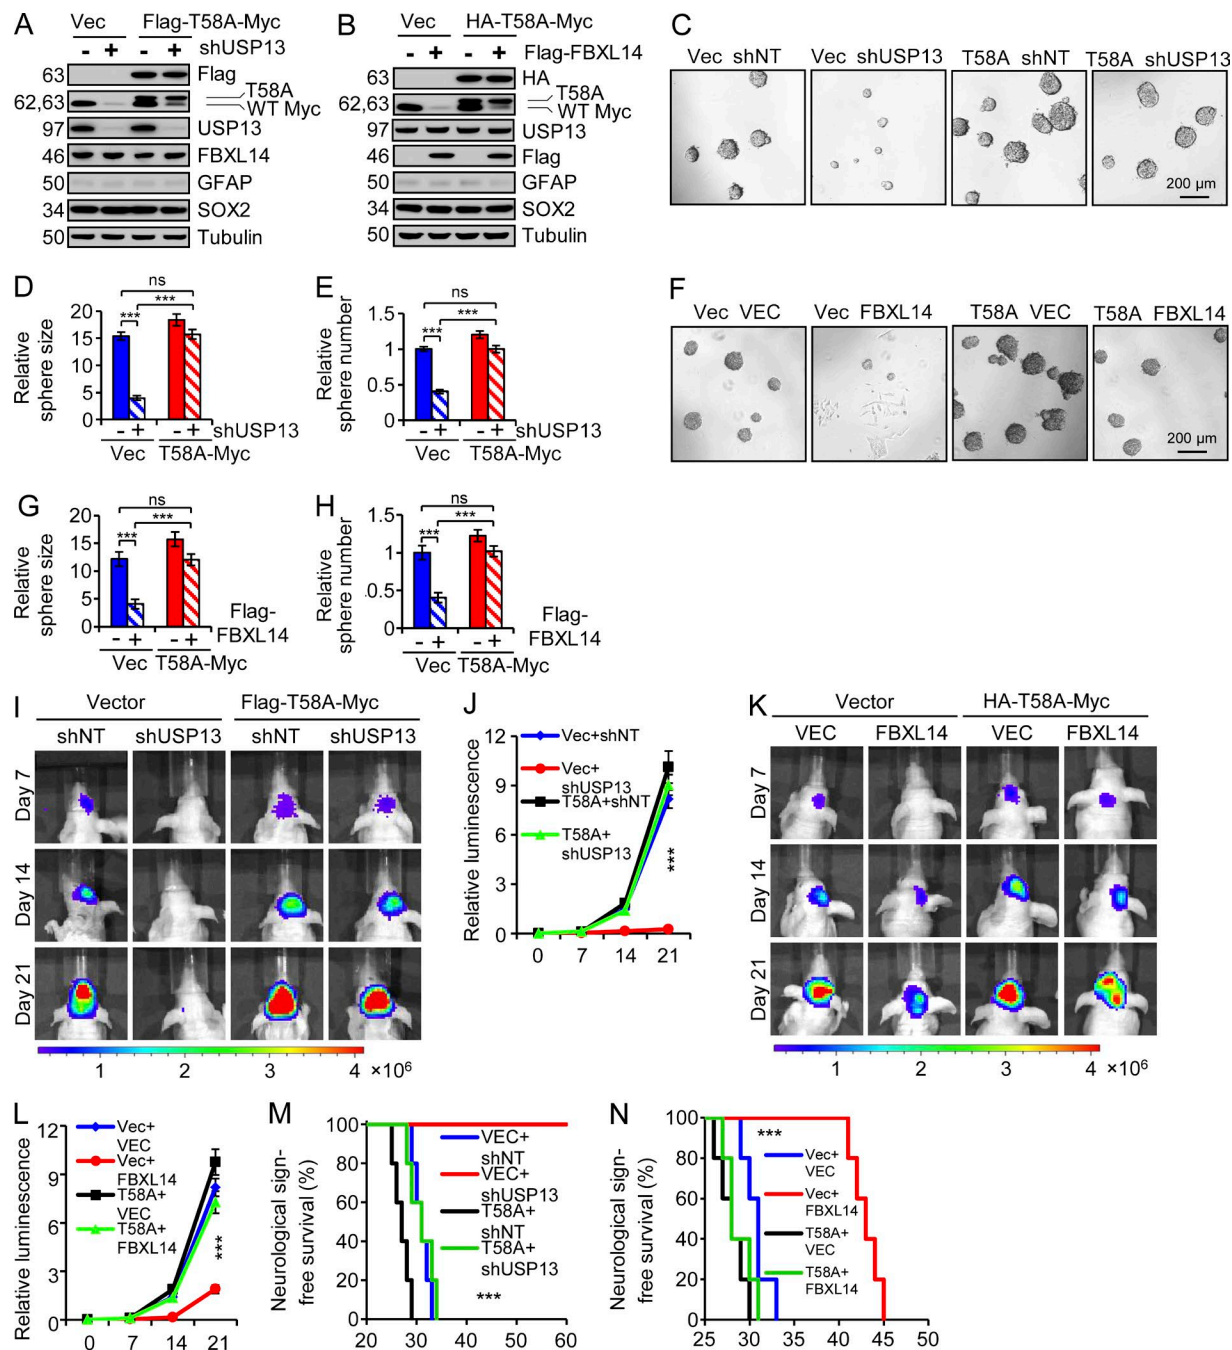 A
Vec Flag-T58A-Myc
- + - + shUSP13
63 Flag
62,63 T58A
WT Myc
97 USP13
46 FBXL14
50 GFAP
34 SOX2
50 Tubulin
B
Vec HA-T58A-Myc
- + - + Flag-FBXL14
63 HA
62,63 T58A
WT Myc
97 USP13
46 Flag
50 GFAP
34 SOX2
50 Tubulin
C
Vec shNT Vec shUSP13 T58A shNT T58A shUSP13
200 µm
D
Relative
sphere size
20
15
10
5
0
ns
***
***
- + - + shUSP13
Vec T58A-Myc
E
Relative
sphere number
1.5
1
0.5
0
ns
***
***
- + - + shUSP13
Vec T58A-Myc
F
Vec VEC Vec FBXL14 T58A VEC T58A FBXL14
200 µm
G
Relative
sphere size
20
15
10
5
0
ns
***
***
- + - + Flag-
FBXL14
Vec T58A-Myc
H
Relative
sphere number
1.5
1
.0.5
0
ns
***
***
- + - + Flag-
FBXL14
Vec T58A-Myc
I
Vector Flag-T58A-Myc
shNT shUSP13 shNT shUSP13
Day 7
Day 14
Day 21
1 2 3 4 ×10⁶
J
Relative luminescence
12
9
6
3
0
Vec+shNT
Vec+
shUSP13
T58A+shNT
T58A+
shUSP13
***
0 7 14 21
K
Vector HA-T58A-Myc
VEC FBXL14 VEC FBXL14
Day 7
Day 14
Day 21
1 2 3 4 ×10⁶
L
Relative luminescence
12
9
6
3
0
Vec+
VEC
Vec+
FBXL14
T58A+
VEC
T58A+
FBXL14
***
0 7 14 21
M
Neurological sign-
free survival (%)
100
80
60
40
20
0
VEC+
shNT
VEC+
shUSP13
T58A+
shNT
T58A+
shUSP13
***
20 40 60
N
Neurological sign-
free survival (%)
100
80
60
40
20
0
***
Vec+
VEC
Vec+
FBXL14
T58A+
VEC
T58A+
FBXL14
25 30 35 40 45 50